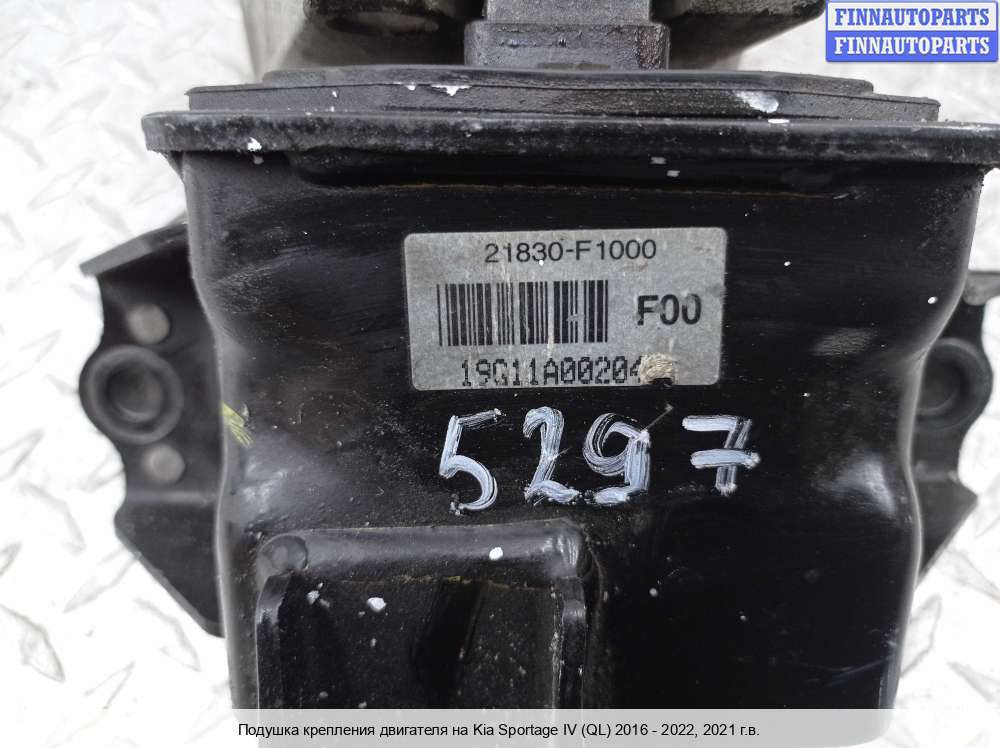 FINNAUTOPARTS
FINNAUTOPARTS
21830-F1000
F00
19G11A00204
5297
Подушка крепления двигателя на Kia Sportage IV (QL) 2016 - 2022, 2021 г.в.